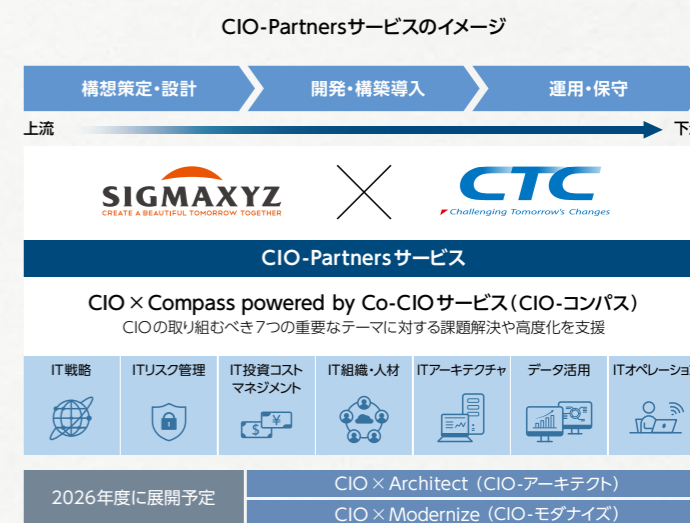 CIO-Partnersサービスのイメージ
構想策定・設計 開発・構築導入 運用・保守
上流 下
SIGMAXYZ
CREATE A BEAUTIFUL TOMORROW TOGETHER
CTC
Challenging Tomorrow's Changes
CIO-Partnersサービス
CIO×Compass powered by Co-CIOサービス(CIO-コンパス)
CIOの取り組むべき7つの重要なテーマに対する課題解決や高度化を支援
IT戦略 ITリスク管理 IT投資コスト IT組織・人材 ITアーキテクチャ データ活用 ITオペレーショ
マネジメント
2026年度に展開予定
CIO×Architect(CIO-アーキテクト)
CIO×Modernize(CIO-モダナイズ)